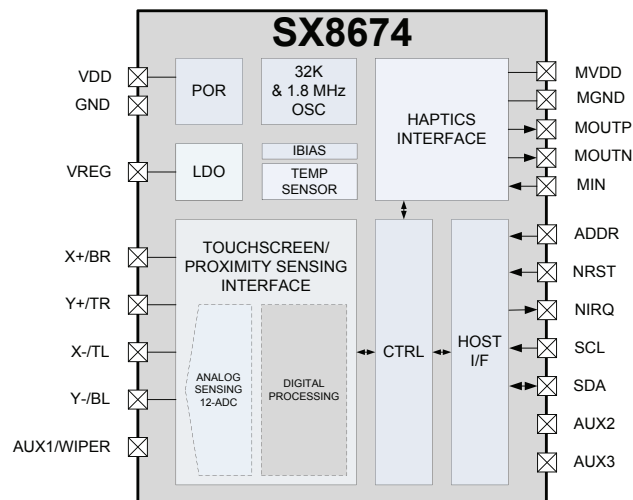 SX8674
VDD
GND
VREG
X+/BR
Y+/TR
X-/TL
Y-/BL
AUX1/WIPER
POR
32K
& 1.8 MHz
OSC
LDO
IBIAS
TEMP
SENSOR
HAPTICS
INTERFACE
TOUCHSCREEN/
PROXIMITY SENSING
INTERFACE
ANALOG
SENSING
12-ADC
DIGITAL
PROCESSING
CTRL
HOST
I/F
MVDD
MGND
MOUTP
MOUTN
MIN
ADDR
NRST
NIRQ
SCL
SDA
AUX2
AUX3